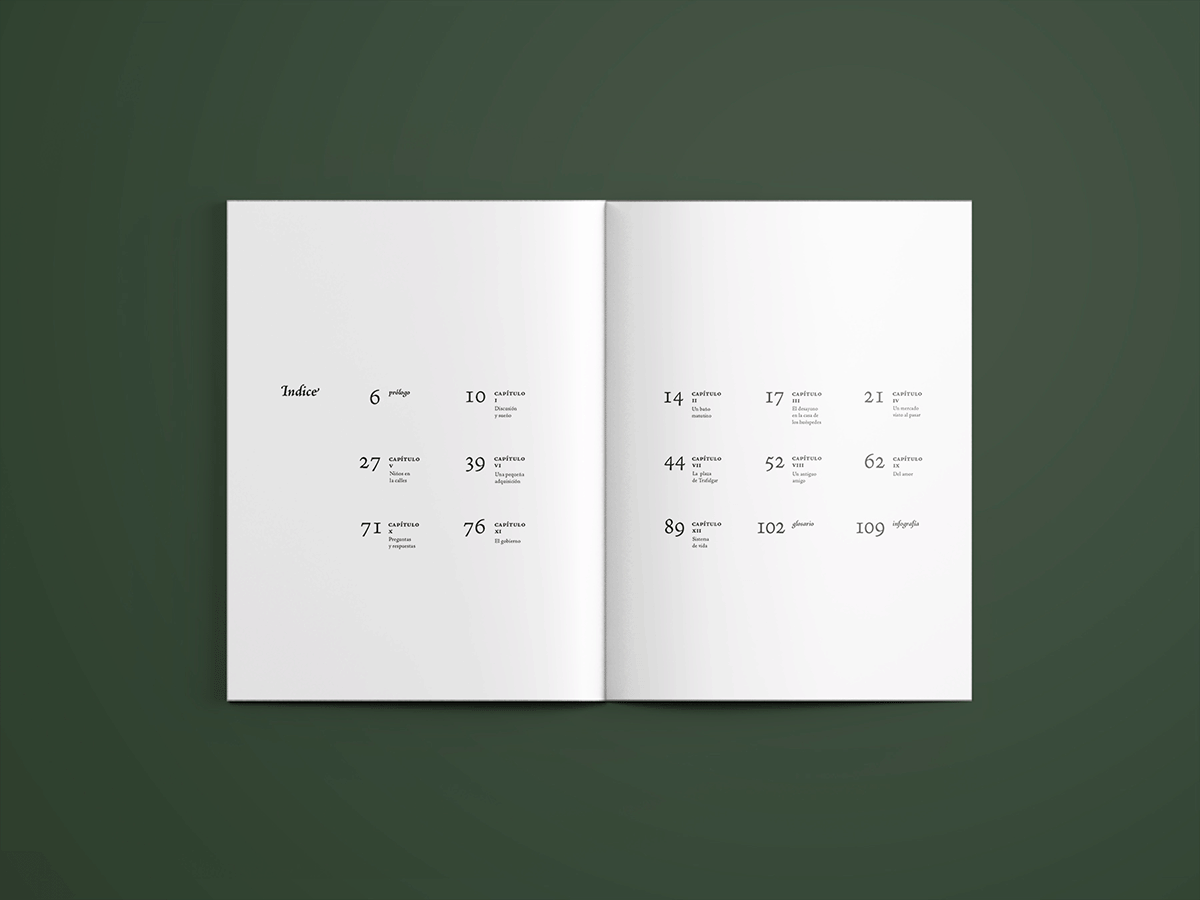 Indice
6 prólogo
10 CAPÍTULO
I
Discusión
y sueño
27 CAPÍTULO
V
Niños en
la calles
39 CAPÍTULO
VI
Una pequeña
adquisición
71 CAPÍTULO
X
Preguntas
y respuestas
76 CAPÍTULO
XI
El gobierno
14 CAPÍTULO
II
Un baño
matutino
17 CAPÍTULO
III
El desayuno
en la casa de
los huéspedes
21 CAPÍTULO
IV
Un mercado
visto al pasar
44 CAPÍTULO
VII
La plaza
de Trafalgar
52 CAPÍTULO
VIII
Un antiguo
amigo
62 CAPÍTULO
IX
Del amor
89 CAPÍTULO
XII
Sistema
de vida
102 glosario
109 infografía